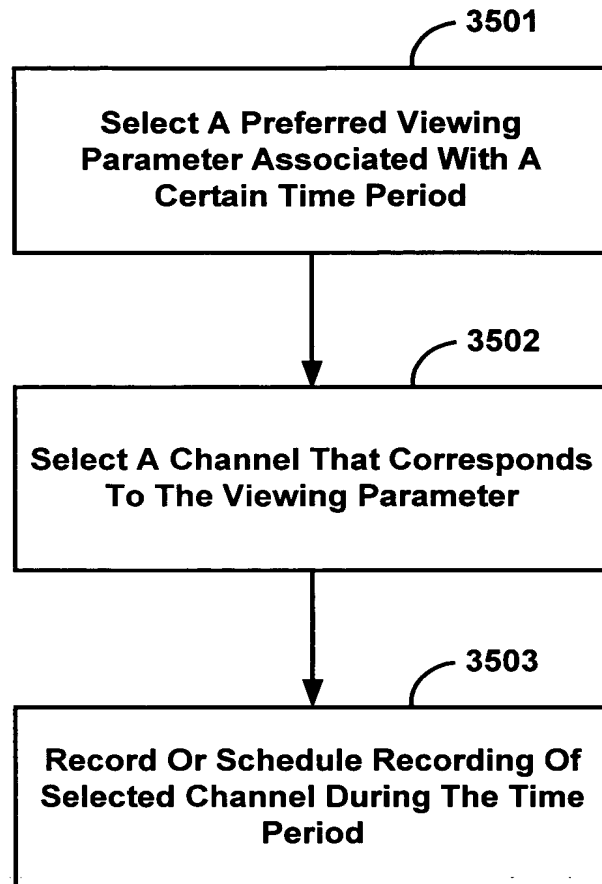 3501
Select A Preferred Viewing
Parameter Associated With A
Certain Time Period
3502
Select A Channel That Corresponds
To The Viewing Parameter
3503
Record Or Schedule Recording Of
Selected Channel During The Time
Period